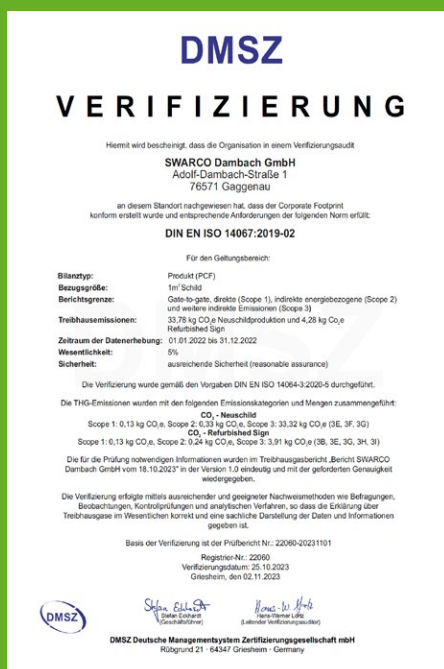 DMSZ
VERIFIZIERUNG
Hiermit wird bescheinigt, dass die Organisation in einem Verifizierungsaudit
SWARCO Dambach GmbH
Adolf-Dambach-Straße 1
76571 Gaggenau
an diesem Standort nachgewiesen hat, dass der Corporate Footprint
konform erstellt wurde und entsprechende Anforderungen der folgenden Norm erfüllt:
DIN EN ISO 14067:2019-02
Für den Geltungsbereich:
Bilanztyp: Produkt (PCF)
Bezugsgröße: 1m² Schild
Berichtsgrenze: Gate-to-gate, direkte (Scope 1), indirekte energiebezogene (Scope 2)
und weitere indirekte Emissionen (Scope 3)
Treibhausemissionen: 33,78 kg CO₂e Neuschildproduktion und 4,28 kg Co₂e
Refurbished Sign
Zeitraum der Datenerhebung: 01.01.2022 bis 31.12.2022
Wesentlichkeit: 5%
Sicherheit: ausreichende Sicherheit (reasonable assurance)
Die Verifizierung wurde gemäß den Vorgaben DIN EN ISO 14064-3:2020-5 durchgeführt.
Die THG-Emissionen wurden mit den folgenden Emissionskategorien und Mengen zusammengeführt:
CO₂ - Neuschild
Scope 1: 0,13 kg CO₂e, Scope 2: 0,33 kg CO₂e, Scope 3: 33,32 kg CO₂e (3E, 3F, 3G)
CO₂ - Refurbished Sign
Scope 1: 0,13 kg CO₂e, Scope 2: 0,24 kg CO₂e, Scope 3: 3,91 kg CO₂e (3B, 3E, 3G, 3H, 3I)
Die für die Prüfung notwendigen Informationen wurden im Treibhausgasbericht „Bericht SWARCO
Dambach GmbH vom 18.10.2023" in der Version 1.0 eindeutig und mit der geforderten Genauigkeit
wiedergegeben.
Die Verifizierung erfolgte mittels ausreichender und geeigneter Nachweismethoden wie Befragungen,
Beobachtungen, Kontrollprüfungen und analytischen Verfahren, so dass die Erklärung über
Treibhausgase im Wesentlichen korrekt und eine sachliche Darstellung der Daten und Informationen
gegeben ist.
Basis der Verifizierung ist der Prüfbericht Nr.: 22060-20231101
Registrier-Nr.: 22060
Verifizierungsdatum: 25.10.2023
Griesheim, den 02.11.2023
DMSZ
Stefan Eckhardt
(Geschäftsführer)
Hans-Werner Lortz
(Leitender Verifizierungsauditor)
DMSZ Deutsche Managementsystem Zertifizierungsgesellschaft mbH
Rübgrund 21 - 64347 Griesheim - Germany